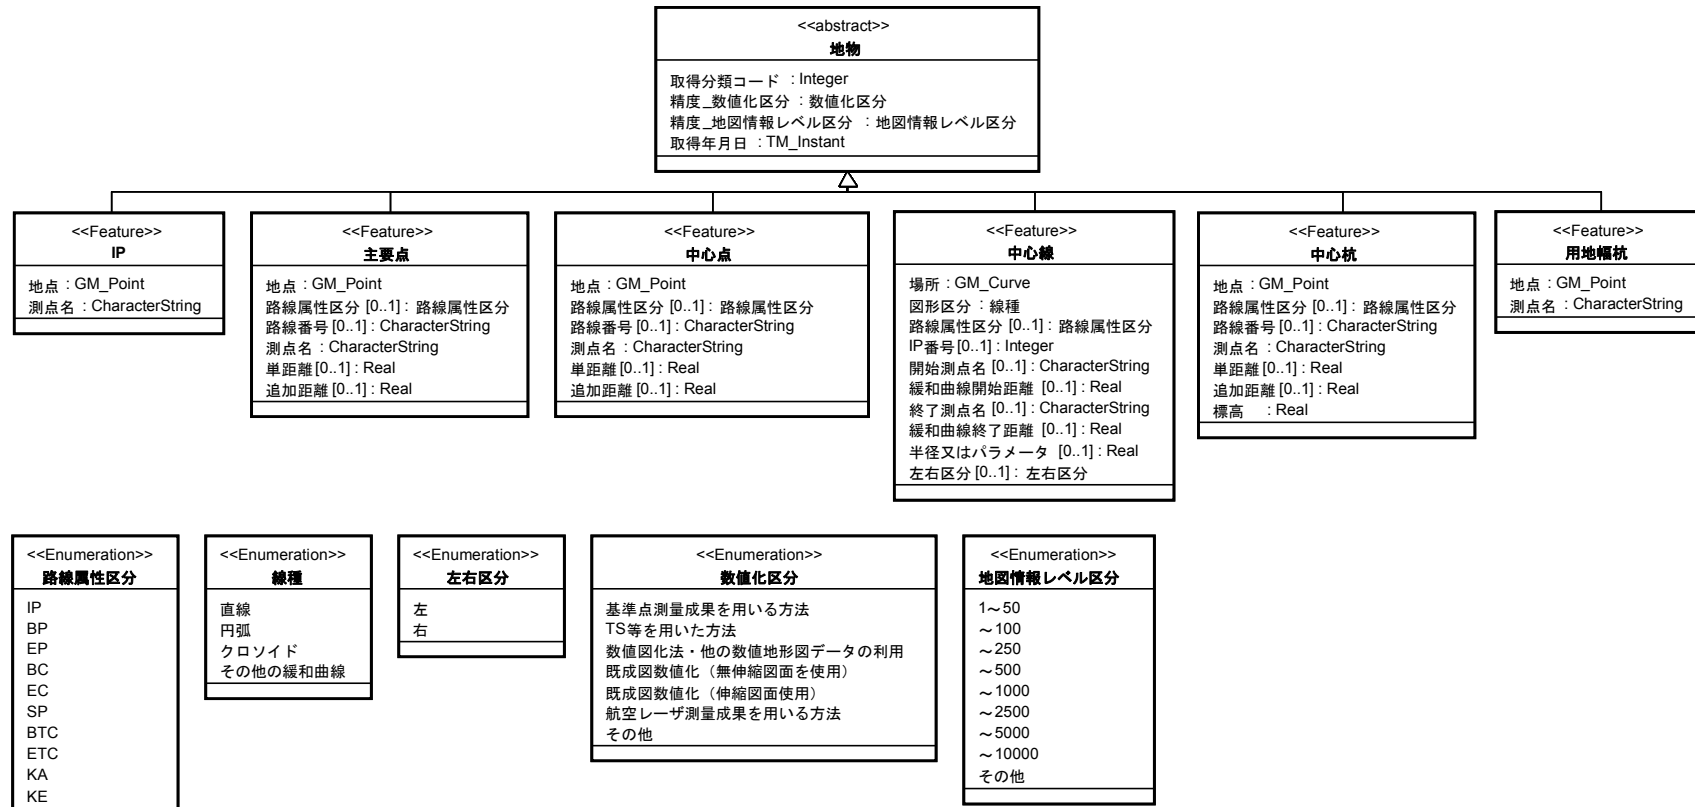 <<abstract>>
地物
取得分類コード : Integer
精度_数値化区分 : 数値化区分
精度_地図情報レベル区分 : 地図情報レベル区分
取得年月日 : TM_Instant
<<Feature>>
IP
地点 : GM_Point
測点名 : CharacterString
<<Feature>>
主要点
地点 : GM_Point
路線属性区分 [0..1] : 路線属性区分
路線番号 [0..1] : CharacterString
測点名 : CharacterString
単距離 [0..1] : Real
追加距離 [0..1] : Real
<<Feature>>
中心点
地点 : GM_Point
路線属性区分 [0..1] : 路線属性区分
路線番号 [0..1] : CharacterString
測点名 : CharacterString
単距離 [0..1] : Real
追加距離 [0..1] : Real
<<Feature>>
中心線
場所 : GM_Curve
図形区分 : 線種
路線属性区分 [0..1] : 路線属性区分
IP番号 [0..1] : Integer
開始測点名 [0..1] : CharacterString
緩和曲線開始距離 [0..1] : Real
終了測点名 [0..1] : CharacterString
緩和曲線終了距離 [0..1] : Real
半径又はパラメータ [0..1] : Real
左右区分 [0..1] : 左右区分
<<Feature>>
中心杭
地点 : GM_Point
路線属性区分 [0..1] : 路線属性区分
路線番号 [0..1] : CharacterString
測点名 : CharacterString
単距離 [0..1] : Real
追加距離 [0..1] : Real
標高 : Real
<<Feature>>
用地幅杭
地点 : GM_Point
測点名 : CharacterString
<<Enumeration>>
路線属性区分
IP
BP
EP
BC
EC
SP
BTC
ETC
KA
KE
<<Enumeration>>
線種
直線
円弧
クロソイド
その他の緩和曲線
<<Enumeration>>
左右区分
左
右
<<Enumeration>>
数値化区分
基準点測量成果を用いる方法
TS等を用いた方法
数値図化法・他の数値地形図データの利用
既成図数値化（無伸縮図面を使用）
既成図数値化（伸縮図面使用）
航空レーザ測量成果を用いる方法
その他
<<Enumeration>>
地図情報レベル区分
1～50
～100
～250
～500
～1000
～2500
～5000
～10000
その他